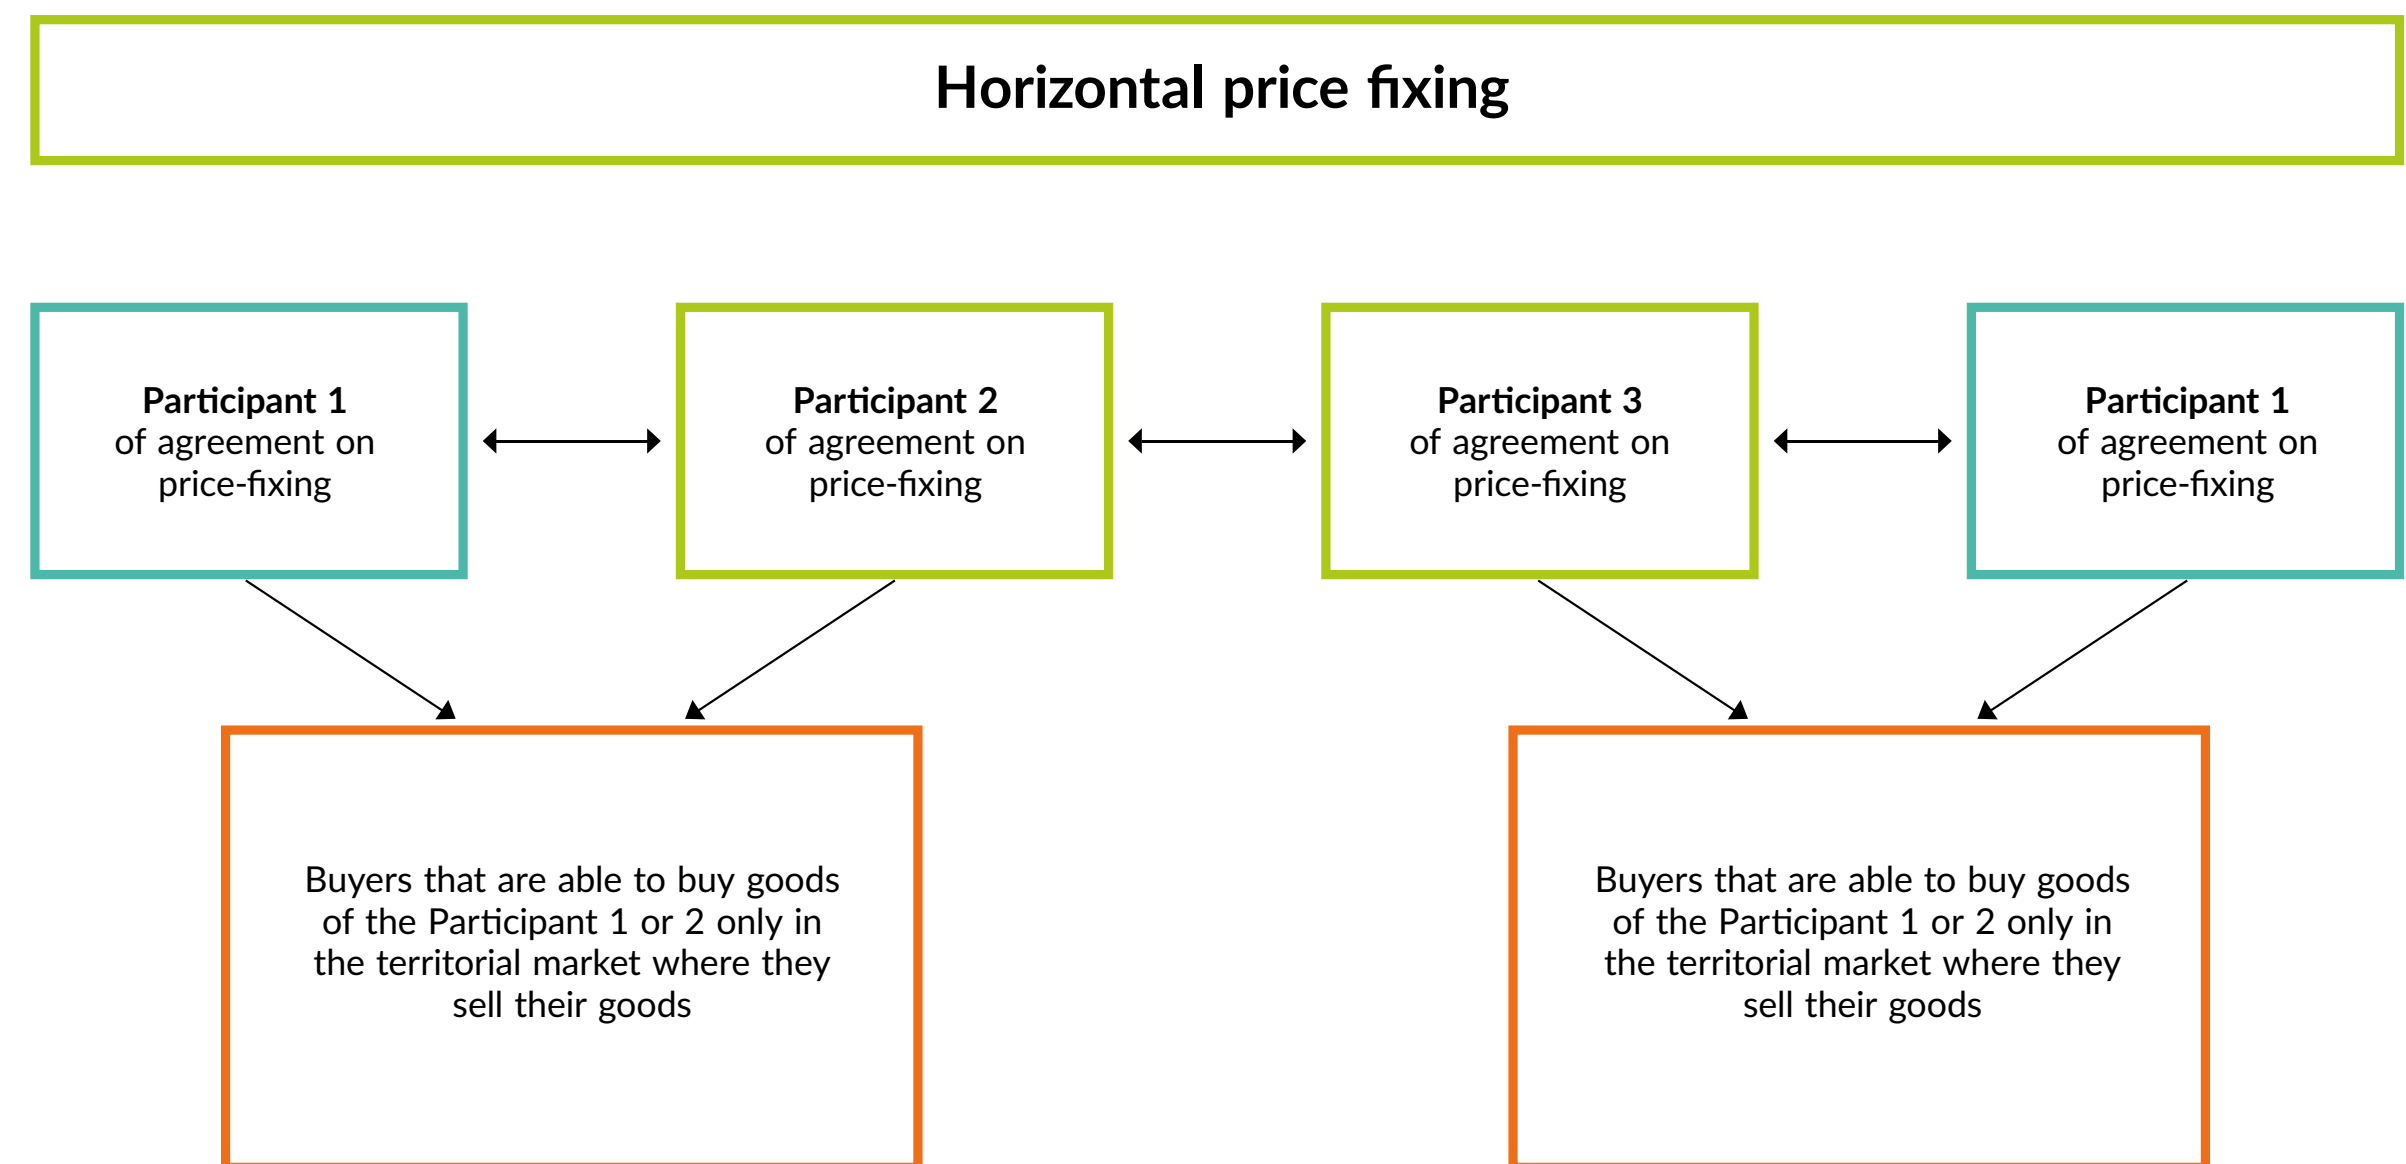 Horizontal price fixing
Participant 1
of agreement on
price-fixing
Participant 2
of agreement on
price-fixing
Participant 3
of agreement on
price-fixing
Participant 1
of agreement on
price-fixing
Buyers that are able to buy goods
of the Participant 1 or 2 only in
the territorial market where they
sell their goods
Buyers that are able to buy goods
of the Participant 1 or 2 only in
the territorial market where they
sell their goods